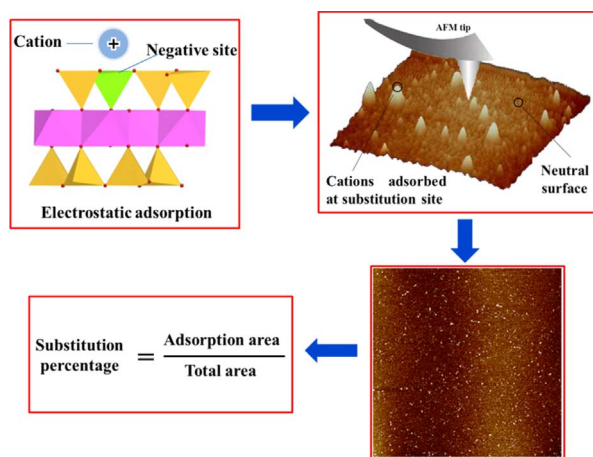 Cation
+
Negative site
Electrostatic adsorption
AFM tip
Cations adsorbed
at substitution site
Neutral
surface
Substitution
percentage
=
Adsorption area
Total area